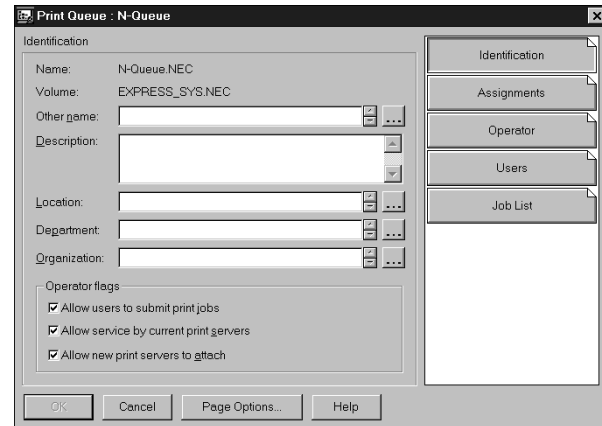 Print Queue : N-Queue
Identification
Name: N-Queue.NEC
Volume: EXPRESS_SYS.NEC
Other name:
Description:
Location:
Department:
Organization:
Operator flags
Allow users to submit print jobs
Allow service by current print servers
Allow new print servers to attach
OK Cancel Page Options... Help
Identification
Assignments
Operator
Users
Job List